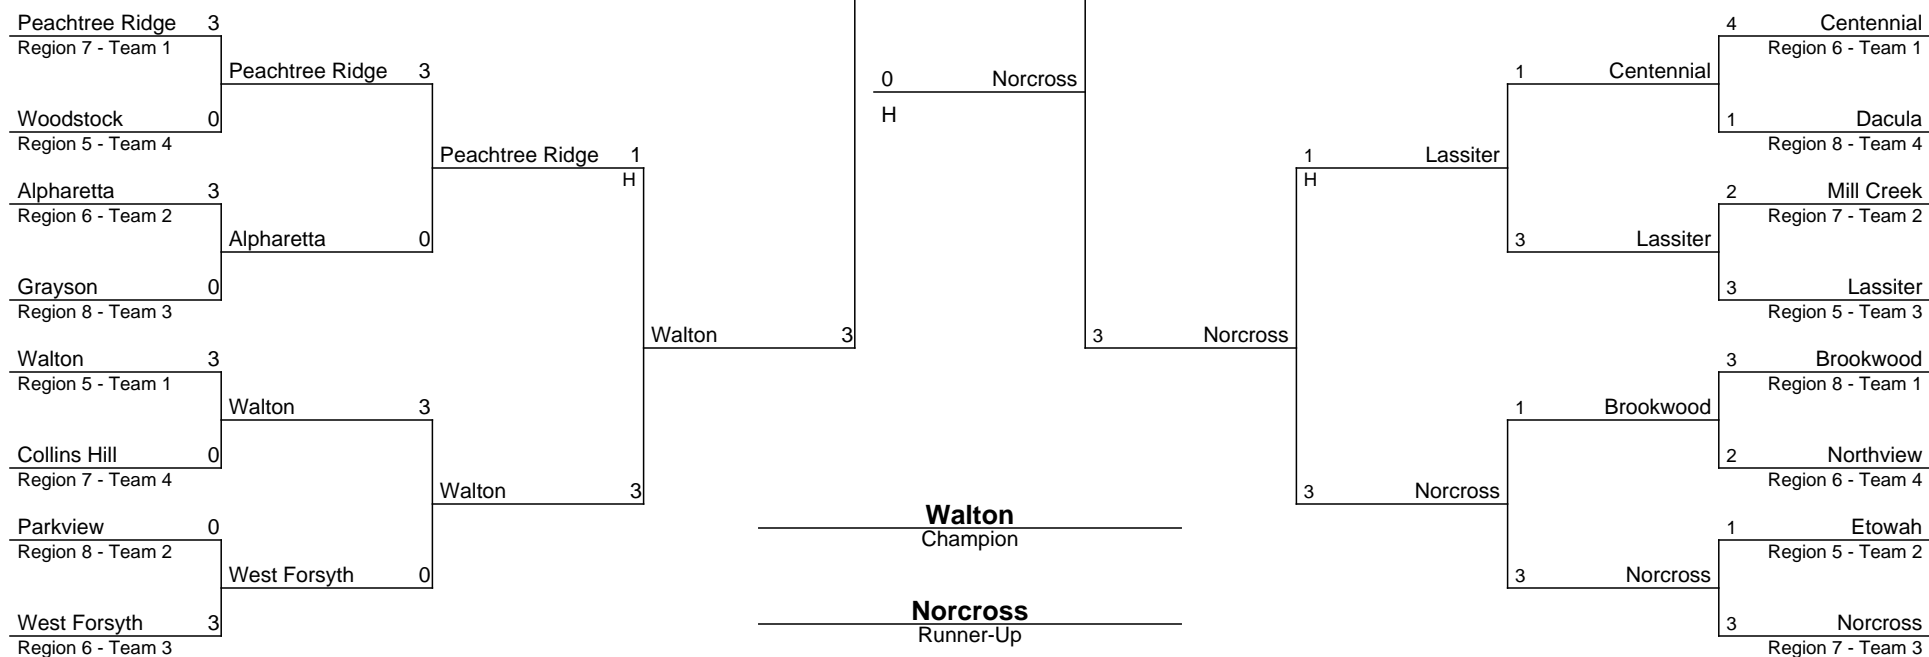 Peachtree Ridge 3
Region 7 - Team 1
Woodstock 0
Region 5 - Team 4
Alpharetta 3
Region 6 - Team 2
Grayson 0
Region 8 - Team 3
Walton 3
Region 5 - Team 1
Collins Hill 0
Region 7 - Team 4
Parkview 0
Region 8 - Team 2
West Forsyth 3
Region 6 - Team 3
Peachtree Ridge 3
Alpharetta 0
Walton 3
West Forsyth 0
Peachtree Ridge 1
H
Walton 3
Walton 3
0 Norcross
H
Walton
Champion
Norcross
Runner-Up
3 Norcross
1 Lassiter
H
3 Norcross
1 Centennial
3 Lassiter
1 Brookwood
3 Norcross
4 Centennial
Region 6 - Team 1
1 Dacula
Region 8 - Team 4
2 Mill Creek
Region 7 - Team 2
3 Lassiter
Region 5 - Team 3
3 Brookwood
Region 8 - Team 1
2 Northview
Region 6 - Team 4
1 Etowah
Region 5 - Team 2
3 Norcross
Region 7 - Team 3